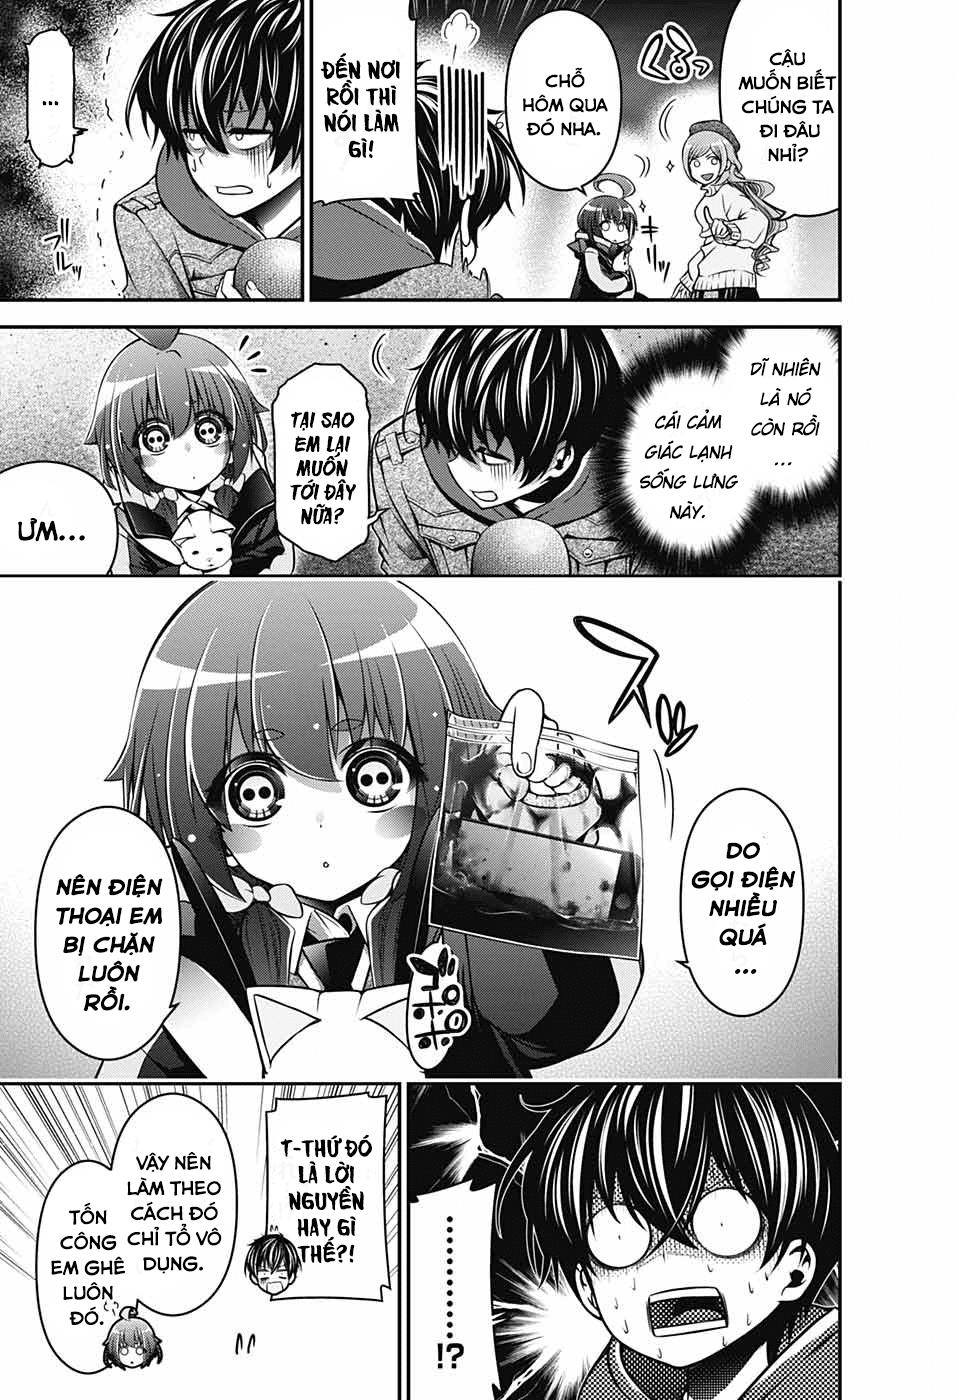 CẬU
MUỐN BIẾT
CHÚNG TA
ĐI ĐÂU
NHỈ?
くるっ
CHỖ
HÔM QUA
ĐÓ NHA.
ĐẾN NƠI
RỒI THÌ
NÓI LÀM
GÌ!
...
DĨ NHIÊN
LÀ NÓ
CÒN RỒI
...
CÁI CẢM
GIÁC LẠNH
SỐNG LƯNG
NÀY.
TẠI SAO
EM LẠI
MUỐN
TỚI ĐÂY
NỮA?
ƯM...
DO
GỌI ĐIỆN
NHIỀU
QUÁ
...
NÊN ĐIỆN
THOẠI EM
BỊ CHẶN
LUÔN
RỒI.
...........!?
T-THỨ ĐÓ
LÀ LỜI
NGUYỀN
HAY GÌ
THẾ?!
VẬY NÊN
LÀM THEO
CÁCH ĐÓ
CHỈ TỔ VÔ
DỤNG.
TỐN
CÔNG
EM GHÊ
LUÔN
ĐÓ.